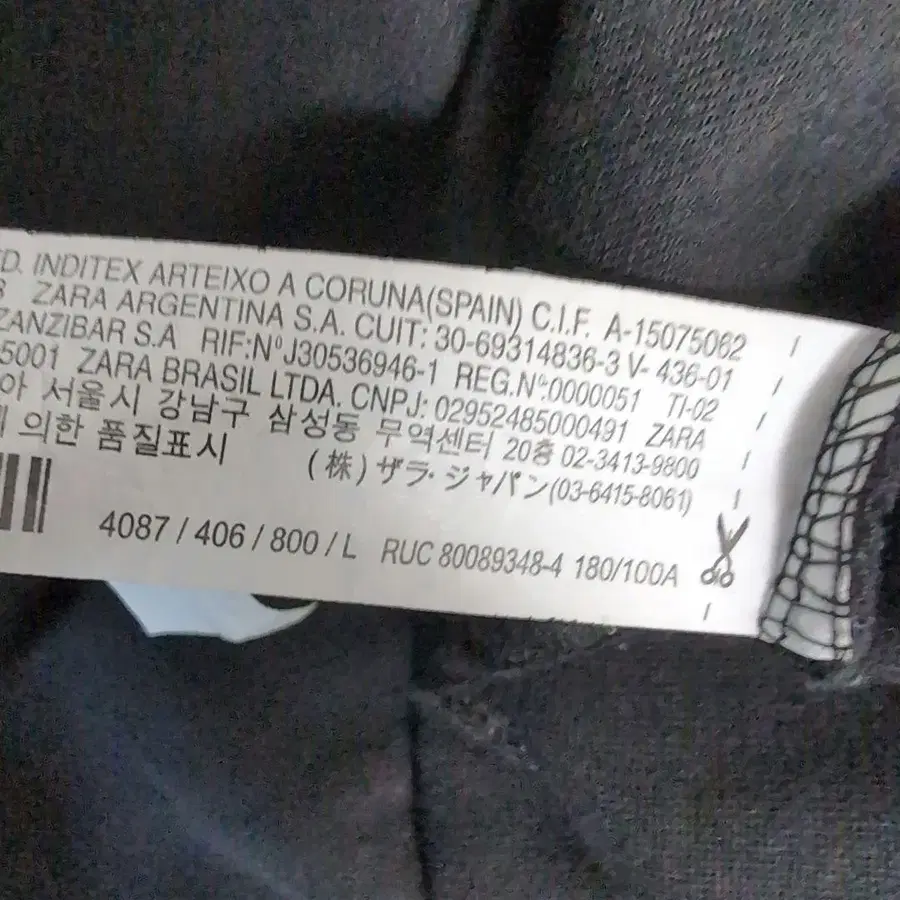 D. INDITEX ARTEIXO A CORUNA(SPAIN) C.I.F. A-15075062
ZARA ARGENTINA S.A. CUIT: 30-69314836-3 V- 436-01
ZANZIBAR S.A RIF:NºJ30536946-1 REG.Nº:0000051 TI-02
5001 ZARA BRASIL LTDA. CNPJ: 02952485000491 ZARA
아 서울시 강남구 삼성동 무역센터 20층 02-3413-9800
의한 품질표시 (株)ザラ・ジャパン(03-6415-8061)
4087 / 406 / 800 / L RUC 80089348-4 180/100A